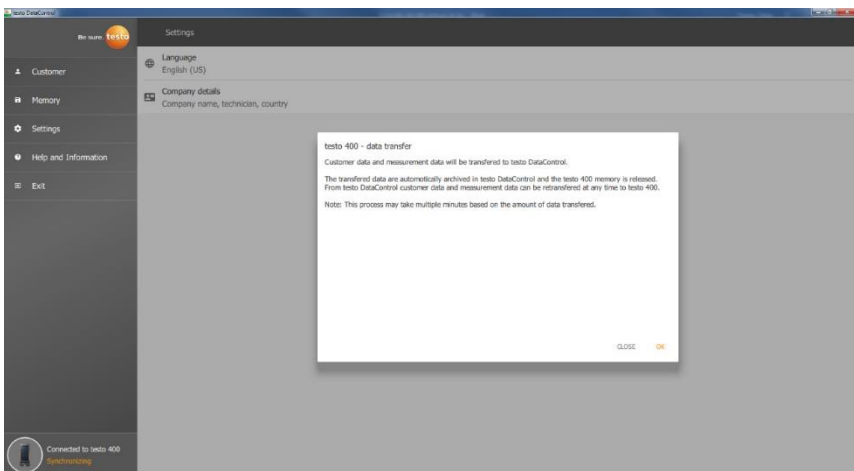 testo DataControl
Be sure. testo
Settings
Customer
Memory
Settings
Help and Information
Exit
Language
English (US)
Company details
Company name, technician, country
testo 400 - data transfer
Customer data and measurement data will be transfered to testo DataControl.
The transfered data are automatically archived in testo DataControl and the testo 400 memory is released.
From testo DataControl customer data and measurement data can be retransfered at any time to testo 400.
Note: This process may take multiple minutes based on the amount of data transfered.
CLOSE OK
Connected to testo 400
Synchronizing